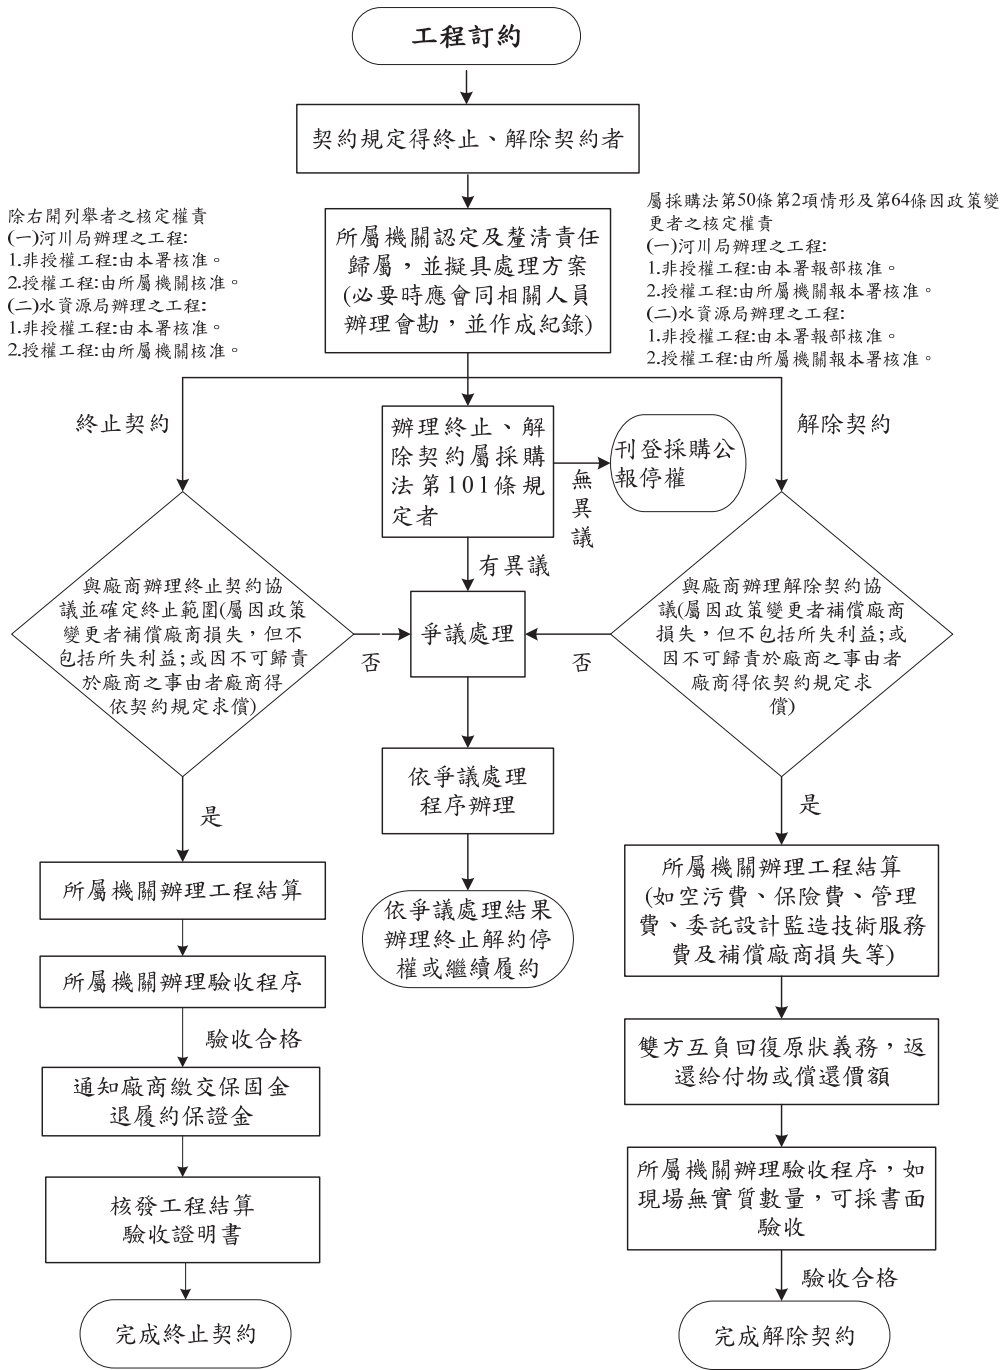 工程訂約
契約規定得終止、解除契約者
除右開列舉者之核定權責
(一)河川局辦理之工程:
1.非授權工程:由本署核准。
2.授權工程:由所屬機關核准。
(二)水資源局辦理之工程:
1.非授權工程:由本署核准。
2.授權工程:由所屬機關核准。
所屬機關認定及釐清責任
歸屬，並擬具處理方案
(必要時應會同相關人員
辦理會勘，並作成紀錄)
屬採購法第50條第2項情形及第64條因政策變
更者之核定權責
(一)河川局辦理之工程:
1.非授權工程:由本署報部核准。
2.授權工程:由所屬機關報本署核准。
(二)水資源局辦理之工程:
1.非授權工程:由本署報部核准。
2.授權工程:由所屬機關報本署核准。
終止契約
辦理終止、解
除契約屬採購
法第101條規
定者
無異議
刊登採購公
報停權
解除契約
有異議
與廠商辦理終止契約協
議並確定終止範圍(屬因政策
變更者補償廠商損失，但不
包括所失利益;或因不可歸責
於廠商之事由者廠商得
依契約規定求償)
否
爭議處理
否
與廠商辦理解除契約協
議(屬因政策變更者補償廠商
損失，但不包括所失利益;或
因不可歸責於廠商之事由者
廠商得依契約規定求
償)
依爭議處理
程序辦理
依爭議處理結果
辦理終止解約停
權或繼續履約
是
所屬機關辦理工程結算
所屬機關辦理驗收程序
驗收合格
通知廠商繳交保固金
退履約保證金
核發工程結算
驗收證明書
完成終止契約
是
所屬機關辦理工程結算
(如空污費、保險費、管理
費、委託設計監造技術服務
費及補償廠商損失等)
雙方互負回復原狀義務，返
還給付物或償還價額
所屬機關辦理驗收程序，如
現場無實質數量，可採書面
驗收
驗收合格
完成解除契約